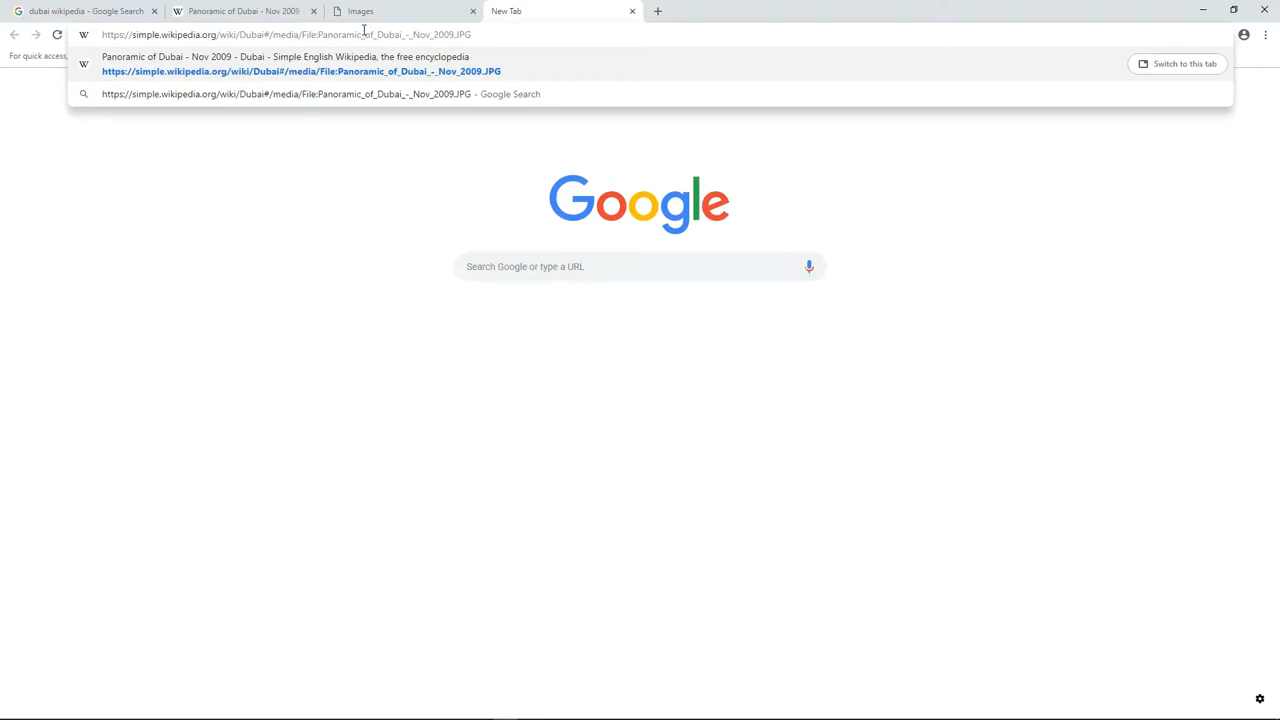 dubai wikipedia - Google Search
Panoramic of Dubai - Nov 2009
Images
New Tab
https://simple.wikipedia.org/wiki/Dubai#/media/File:Panoramic_of_Dubai_-_Nov_2009.JPG
For quick access,
Panoramic of Dubai - Nov 2009 - Dubai - Simple English Wikipedia, the free encyclopedia
https://simple.wikipedia.org/wiki/Dubai#/media/File:Panoramic_of_Dubai_-_Nov_2009.JPG
Switch to this tab
https://simple.wikipedia.org/wiki/Dubai#/media/File:Panoramic_of_Dubai_-_Nov_2009.JPG - Google Search
Google
Search Google or type a URL